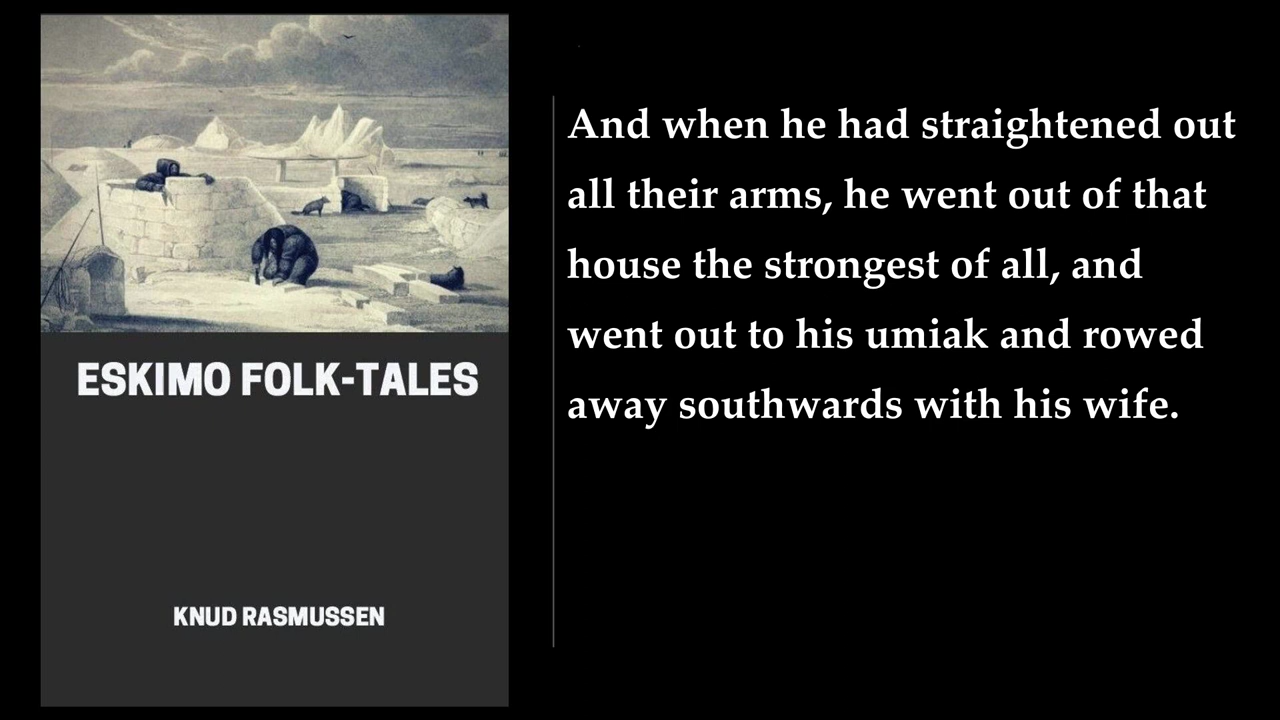 ESKIMO FOLK-TALES
KNUD RASMUSSEN
And when he had straightened out
all their arms, he went out of that
house the strongest of all, and
went out to his umiak and rowed
away southwards with his wife.